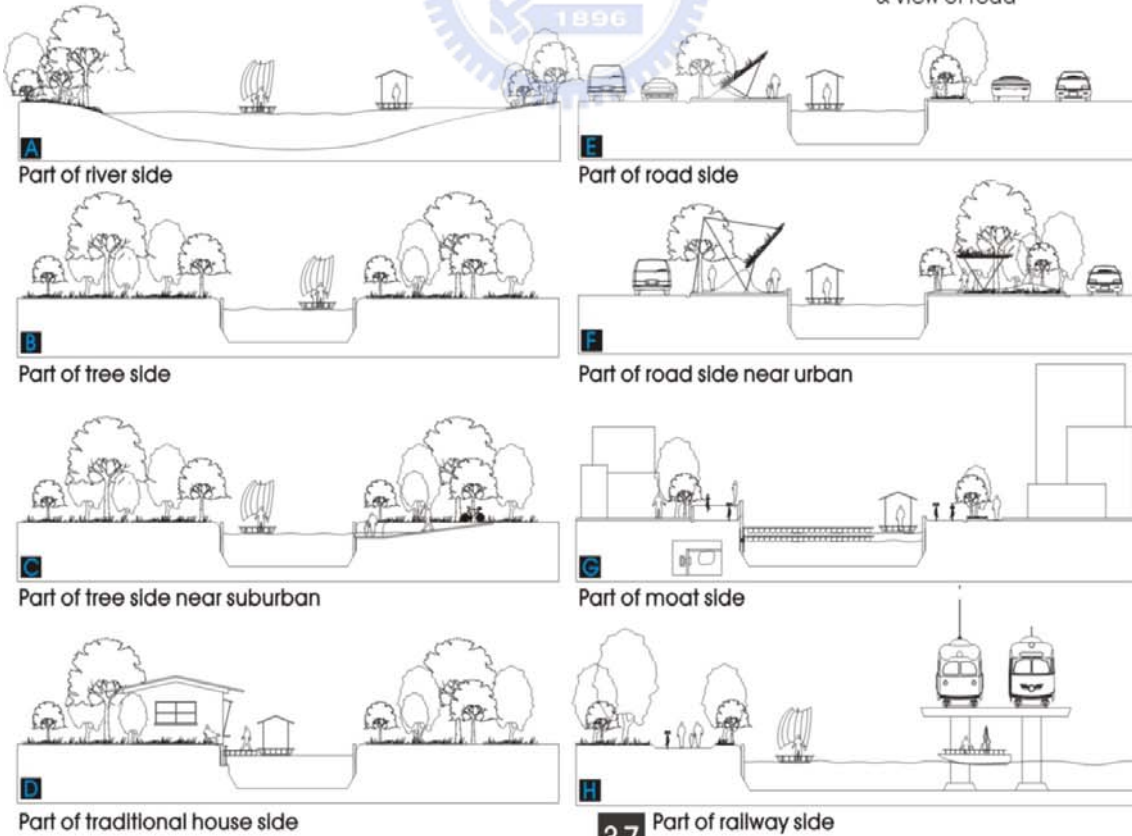 & view of road
1896
A
Part of river side
E
Part of road side
B
Part of tree side
F
Part of road side near urban
C
Part of tree side near suburban
G
Part of moat side
D
Part of traditional house side
H
Part of railway side